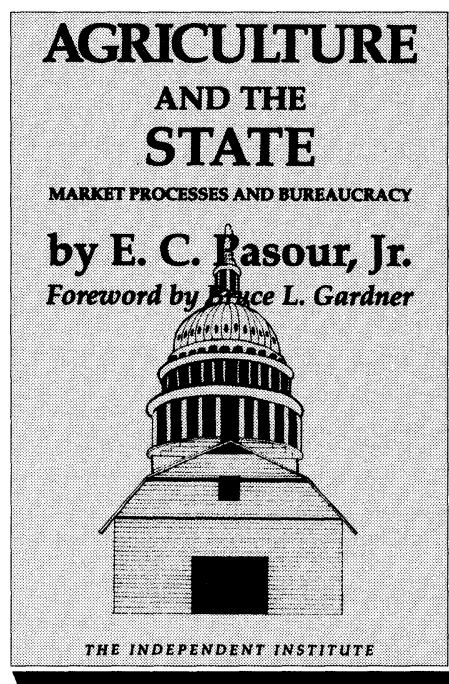 AGRICULTURE
AND THE
STATE
MARKET PROCESSES AND BUREAUCRACY
by E. C. Pasour, Jr.
Foreword by Bruce L. Gardner
THE INDEPENDENT INSTITUTE